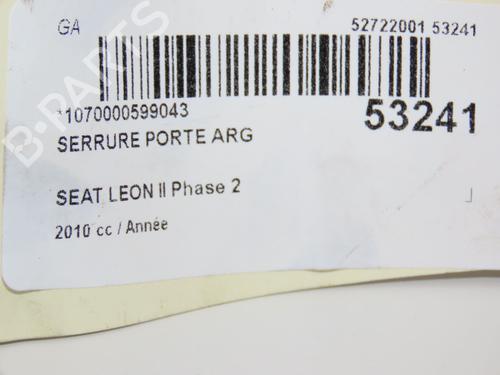 GA 52722001 53241
*1070000599043
53241
SERRURE PORTE ARG
SEAT LEON II Phase 2
2010 cc / Année
B-PARTS